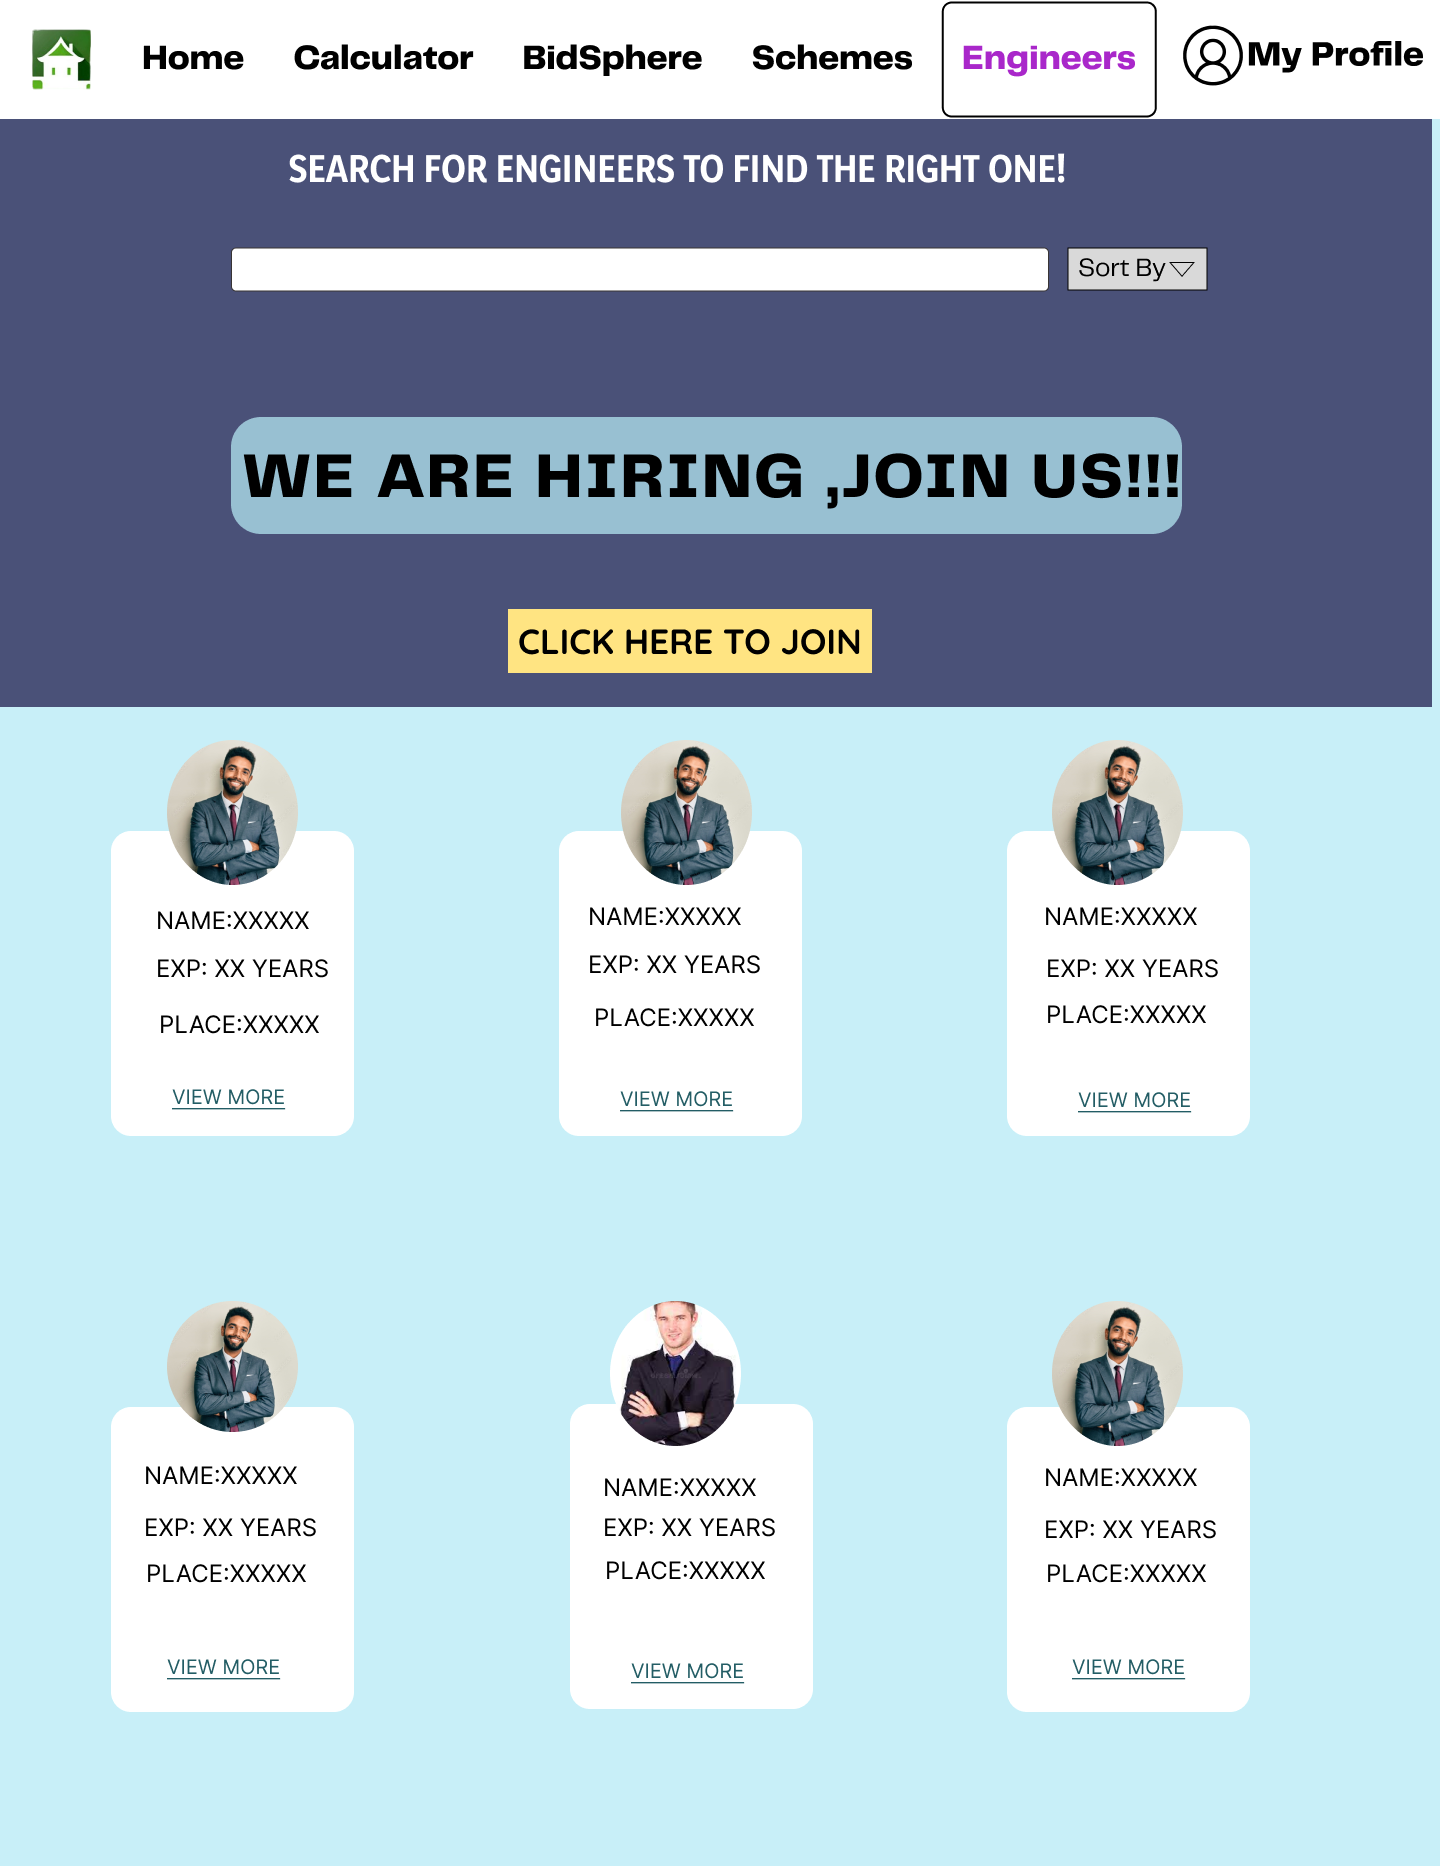 Home Calculator BidSphere Schemes Engineers My Profile
SEARCH FOR ENGINEERS TO FIND THE RIGHT ONE!
Sort By
WE ARE HIRING ,JOIN US!!!
CLICK HERE TO JOIN
NAME:XXXXX
EXP: XX YEARS
PLACE:XXXXX
VIEW MORE
NAME:XXXXX
EXP: XX YEARS
PLACE:XXXXX
VIEW MORE
NAME:XXXXX
EXP: XX YEARS
PLACE:XXXXX
VIEW MORE
NAME:XXXXX
EXP: XX YEARS
PLACE:XXXXX
VIEW MORE
NAME:XXXXX
EXP: XX YEARS
PLACE:XXXXX
VIEW MORE
NAME:XXXXX
EXP: XX YEARS
PLACE:XXXXX
VIEW MORE